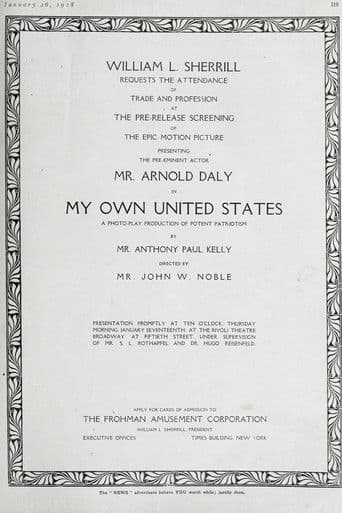 January 26, 1918
WILLIAM L. SHERRILL
REQUESTS THE ATTENDANCE
OF
TRADE AND PROFESSION
AT
THE PRE-RELEASE SCREENING
OF
THE EPIC MOTION PICTURE
PRESENTING
THE PRE-EMINENT ACTOR
MR. ARNOLD DALY
IN
MY OWN UNITED STATES
A PHOTO-PLAY PRODUCTION OF POTENT PATRIOTISM
BY
MR. ANTHONY PAUL KELLY
DIRECTED BY
MR. JOHN W. NOBLE
PRESENTATION PROMPTLY AT TEN O'CLOCK, THURSDAY
MORNING, JANUARY SEVENTEENTH, AT THE RIVOLI THEATRE
BROADWAY AT FIFTIETH STREET. UNDER SUPERVISION
OF MR. S. L. ROTHAPFEL AND DR. HUGO REISENFELD.
APPLY FOR CARDS OF ADMISSION TO
THE FROHMAN AMUSEMENT CORPORATION
WILLIAM L. SHERRILL, PRESIDENT
EXECUTIVE OFFICES TIMES BUILDING, NEW YORK
The "NEWS" advertisers believe YOU worth while; justify them.